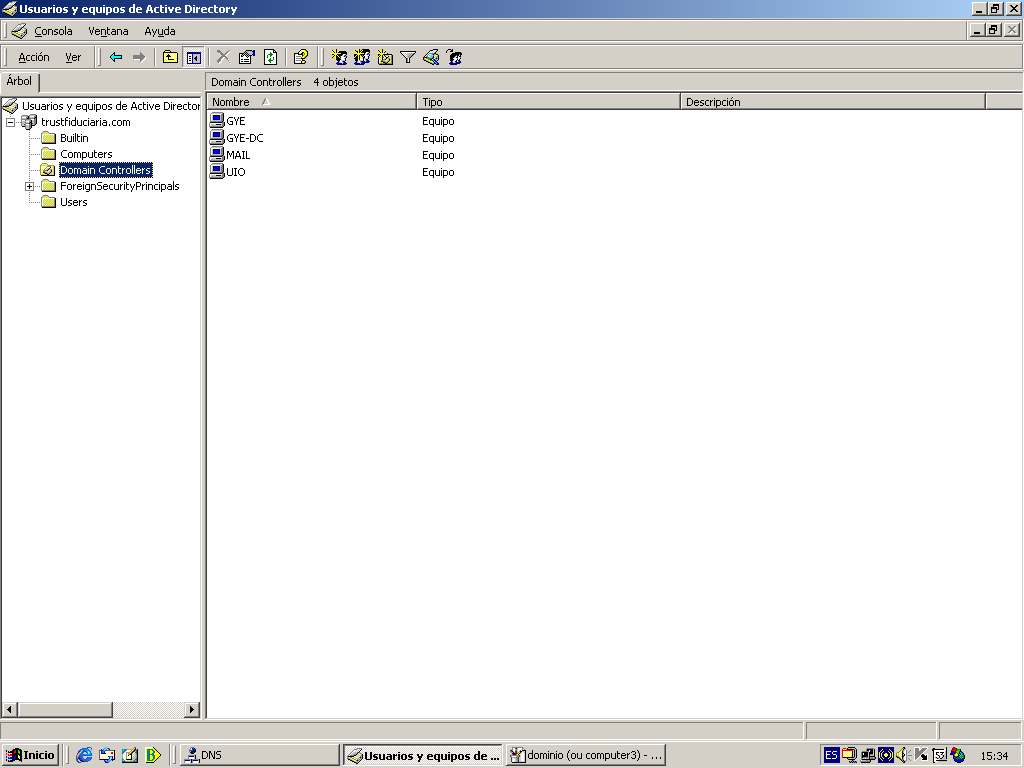 Usuarios y equipos de Active Directory
Consola Ventana Ayuda
Acción Ver
Árbol
Domain Controllers 4 objetos
Usuarios y equipos de Active Director
trustfiduciaria.com
Builtin
Computers
Domain Controllers
ForeignSecurityPrincipals
Users
Nombre Tipo Descripción
GYE Equipo
GYE-DC Equipo
MAIL Equipo
UIO Equipo
Inicio DNS Usuarios y equipos de ... dominio (ou computer3) - ... ES 53 15:34